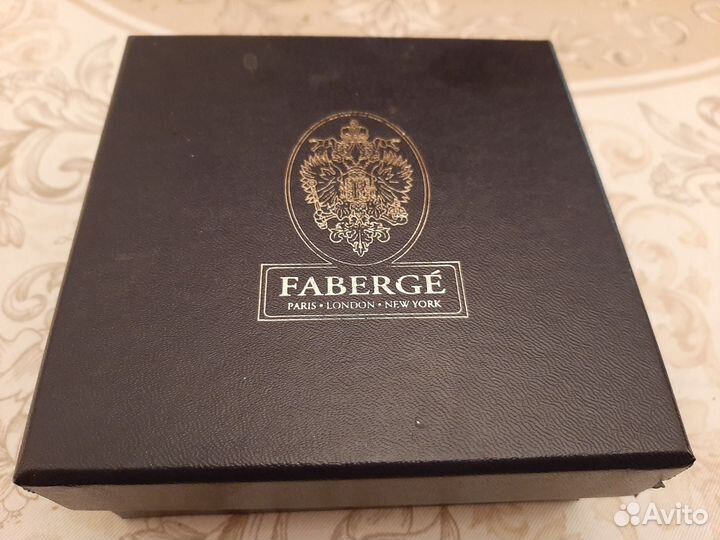 FABERGÉ
PARIS • LONDON • NEW YORK
Avito